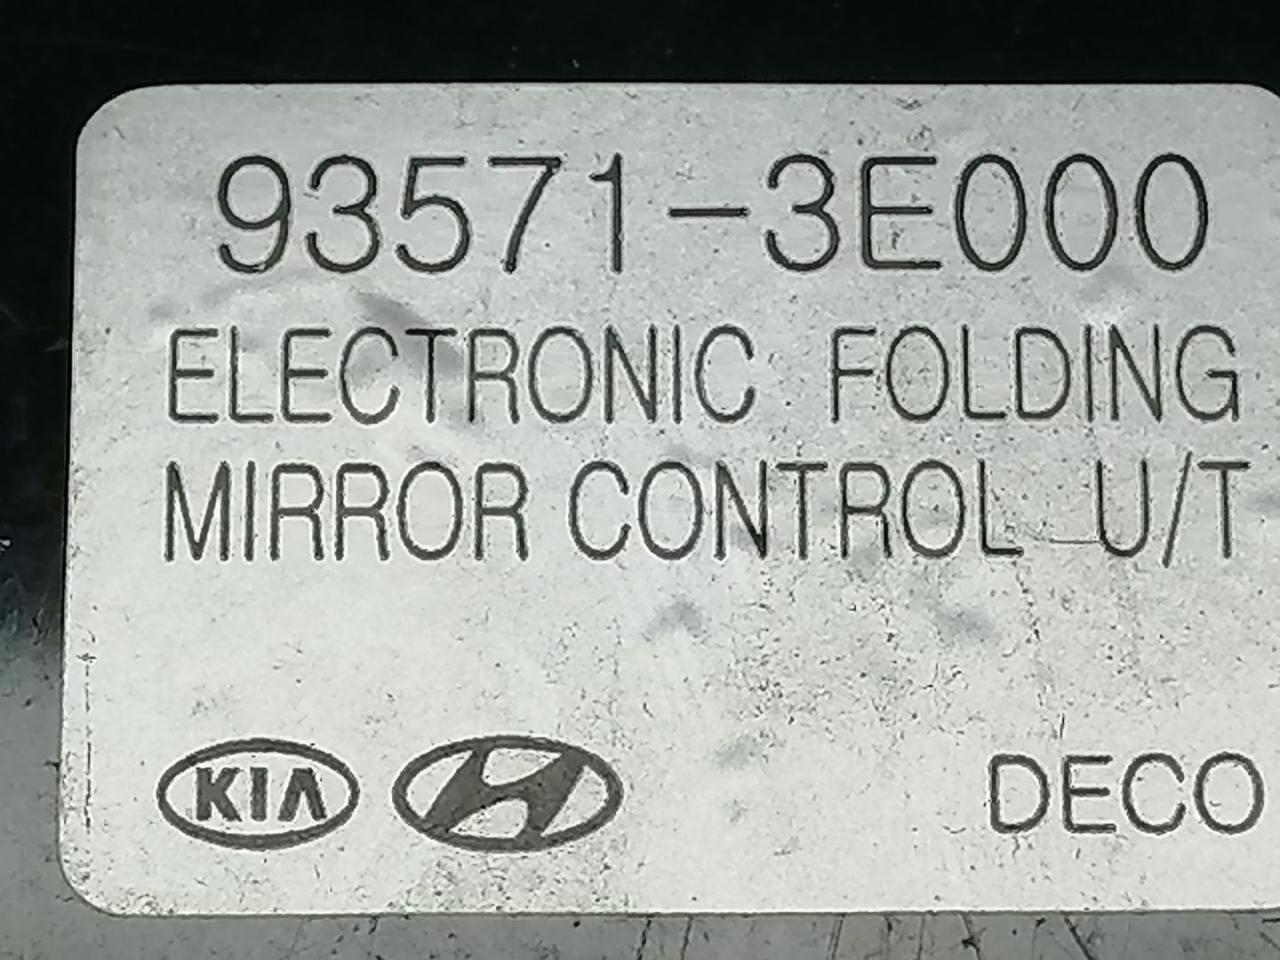 93571-3E000
ELECTRONIC FOLDING
MIRROR CONTROL U/T
KIA DECO